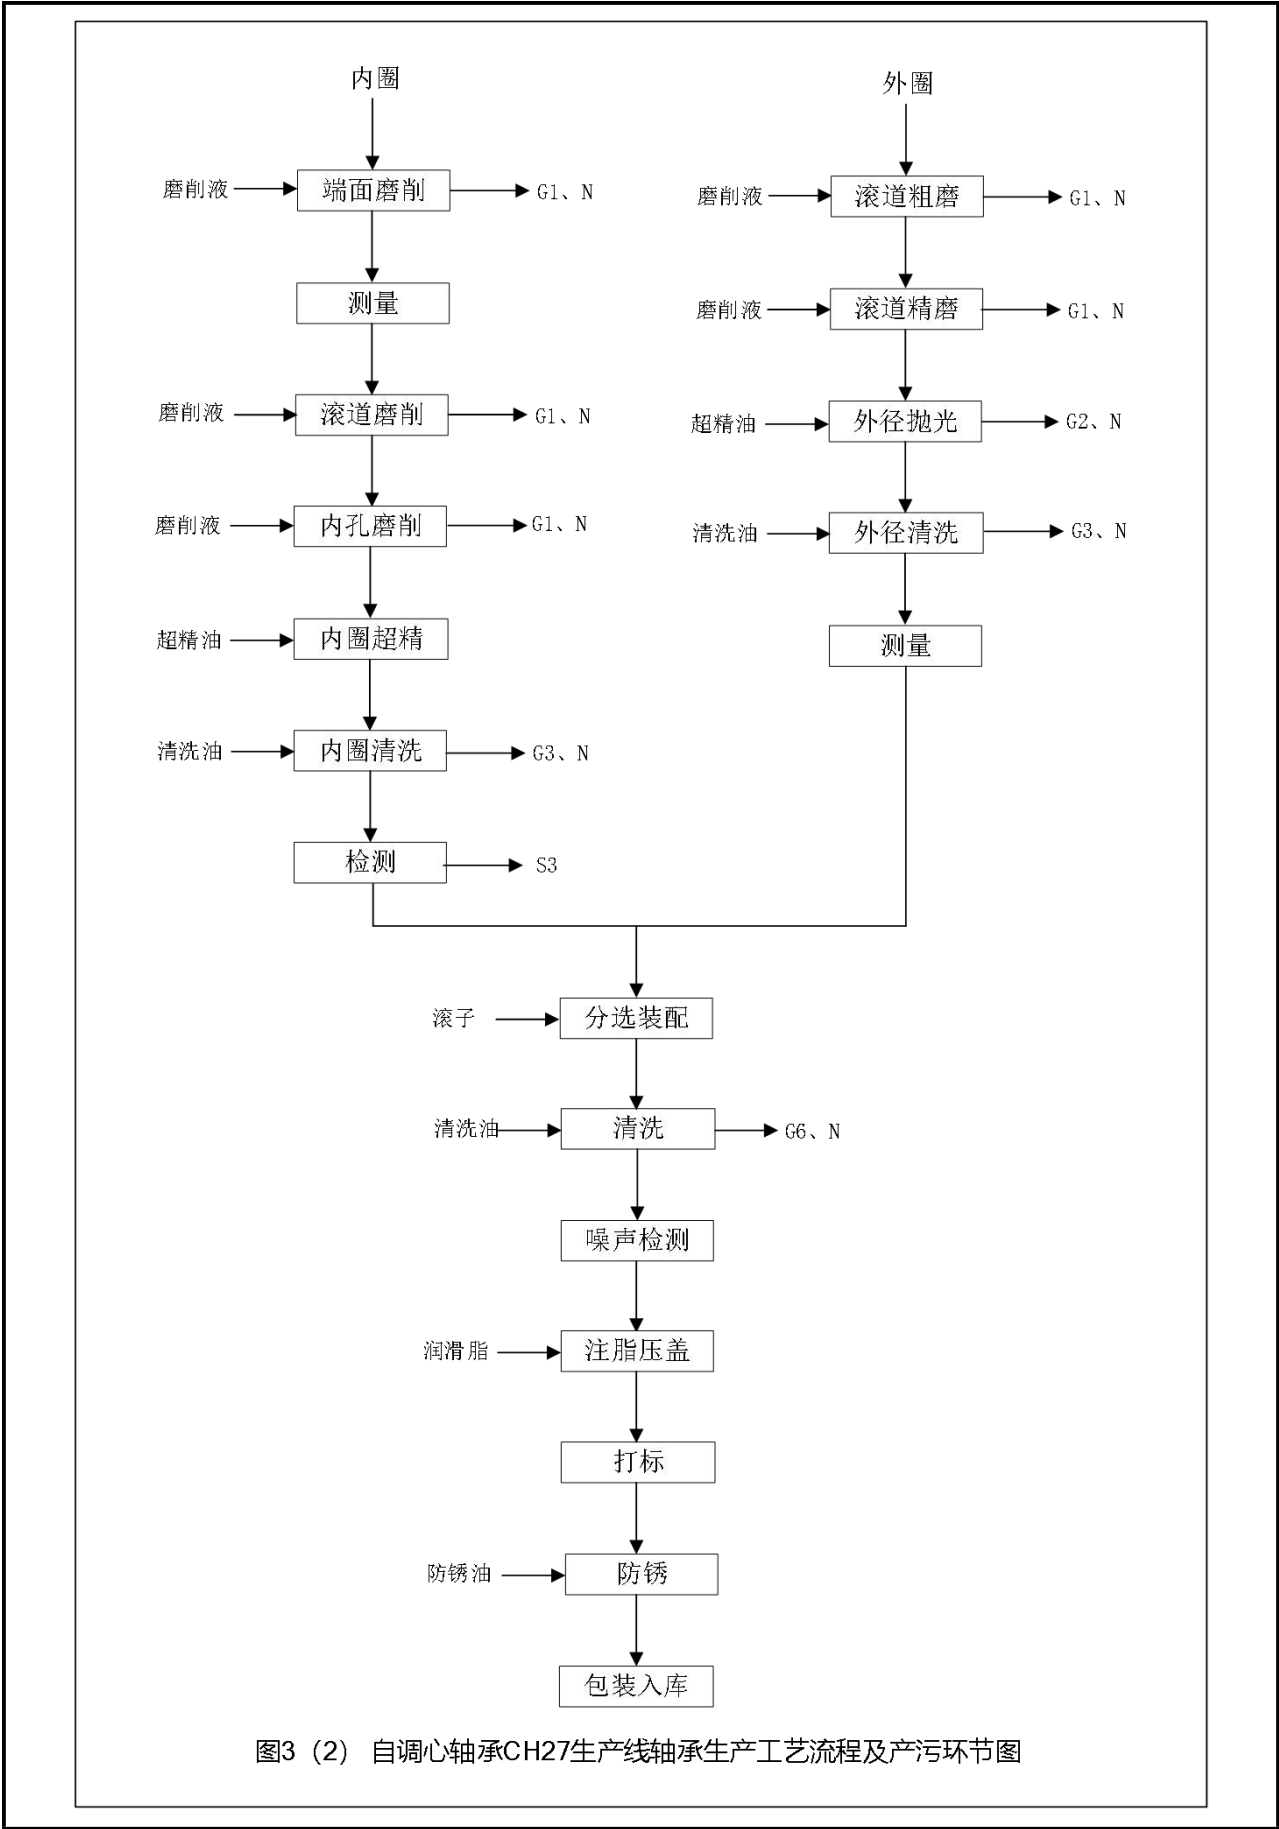 内圈
磨削液 端面磨削 G1、N
测量
磨削液 滚道磨削 G1、N
磨削液 内孔磨削 G1、N
超精油 内圈超精
清洗油 内圈清洗 G3、N
检测 S3
外圈
磨削液 滚道粗磨 G1、N
磨削液 滚道精磨 G1、N
超精油 外径抛光 G2、N
清洗油 外径清洗 G3、N
测量
滚子 分选装配
清洗油 清洗 G6、N
噪声检测
润滑脂 注脂压盖
打标
防锈油 防锈
包装入库
图3（2） 自调心轴承CH27生产线轴承生产工艺流程及产污环节图